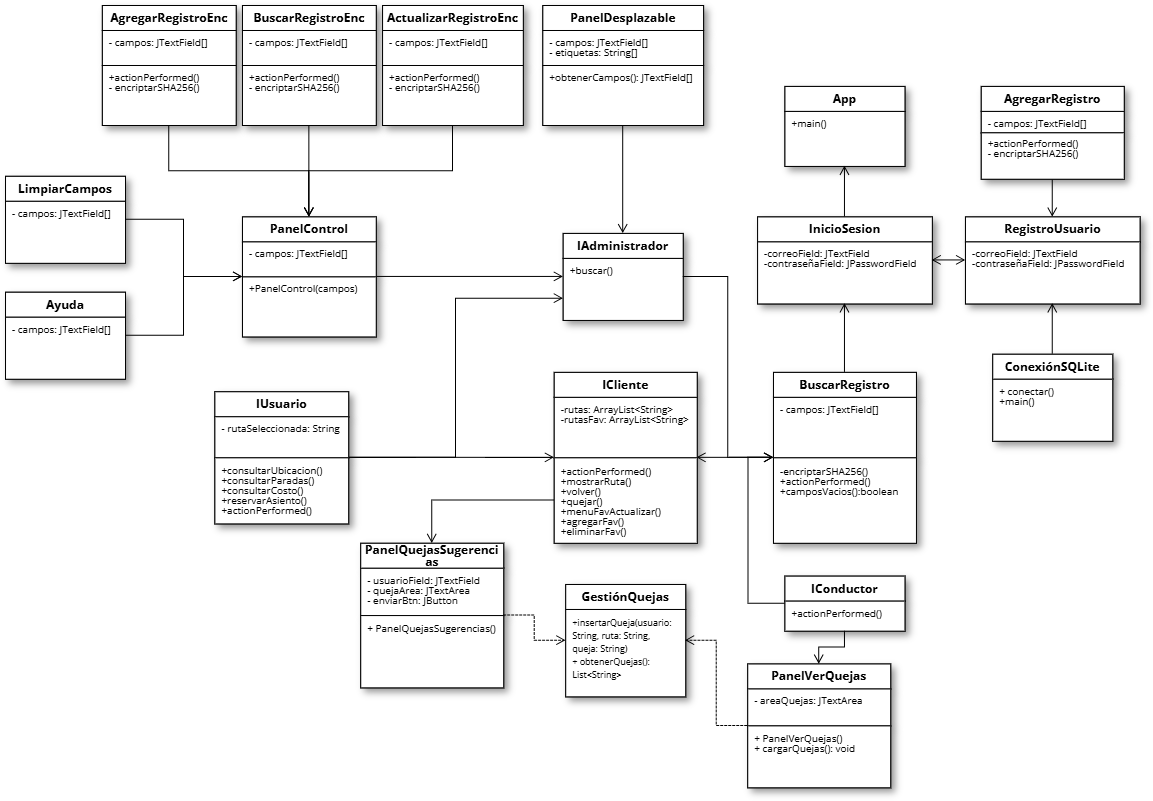 AgregarRegistroEnc
- campos: JTextField[]
+actionPerformed()
- encriptarSHA256()
BuscarRegistroEnc
- campos: JTextField[]
+actionPerformed()
- encriptarSHA256()
ActualizarRegistroEnc
- campos: JTextField[]
+actionPerformed()
- encriptarSHA256()
PanelDesplazable
- campos: JTextField[]
- etiquetas: String[]
+obtenerCampos(): JTextField[]
App
+main()
AgregarRegistro
- campos: JTextField[]
+actionPerformed()
- encriptarSHA256()
LimpiarCampos
- campos: JTextField[]
PanelControl
- campos: JTextField[]
+PanelControl(campos)
IAdministrador
+buscar()
InicioSesion
-correoField: JTextField
-contraseñaField: JPasswordField
RegistroUsuario
-correoField: JTextField
-contraseñaField: JPasswordField
Ayuda
- campos: JTextField[]
IUsuario
- rutaSeleccionada: String
+consultarUbicacion()
+consultarParadas()
+consultarCosto()
+reservarAsiento()
+actionPerformed()
ICliente
-rutas: ArrayList<String>
-rutasFav: ArrayList<String>
+actionPerformed()
+mostrarRuta()
+volver()
+quejar()
+menuFavActualizar()
+agregarFav()
+eliminarFav()
BuscarRegistro
- campos: JTextField[]
-encriptarSHA256()
+actionPerformed()
+camposVacios():boolean
ConexiónSQLite
+ conectar()
+main()
PanelQuejasSugerenci
as
- usuarioField: JTextField
- quejaArea: JTextArea
- enviarBtn: JButton
+ PanelQuejasSugerencias()
GestiónQuejas
+insertarQueja(usuario:
String, ruta: String,
queja: String)
+ obtenerQuejas():
List<String>
IConductor
+actionPerformed()
PanelVerQuejas
- areaQuejas: JTextArea
+ PanelVerQuejas()
+ cargarQuejas(): void